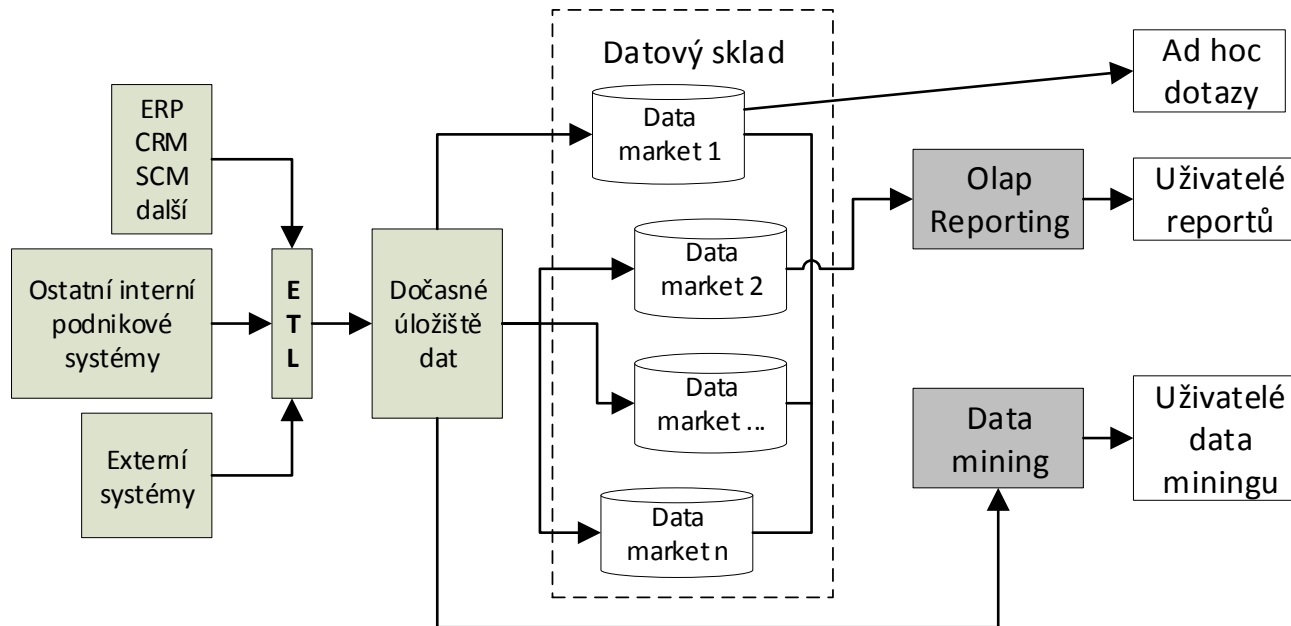 Datový sklad
ERP
CRM
SCM
další
Ostatní interní
podnikové
systémy
Externí
systémy
E
T
L
Dočasné
úložiště
dat
Data
market 1
Data
market 2
Data
market ...
Data
market n
Ad hoc
dotazy
Olap
Reporting
Uživatelé
reportů
Data
mining
Uživatelé
data
miningu